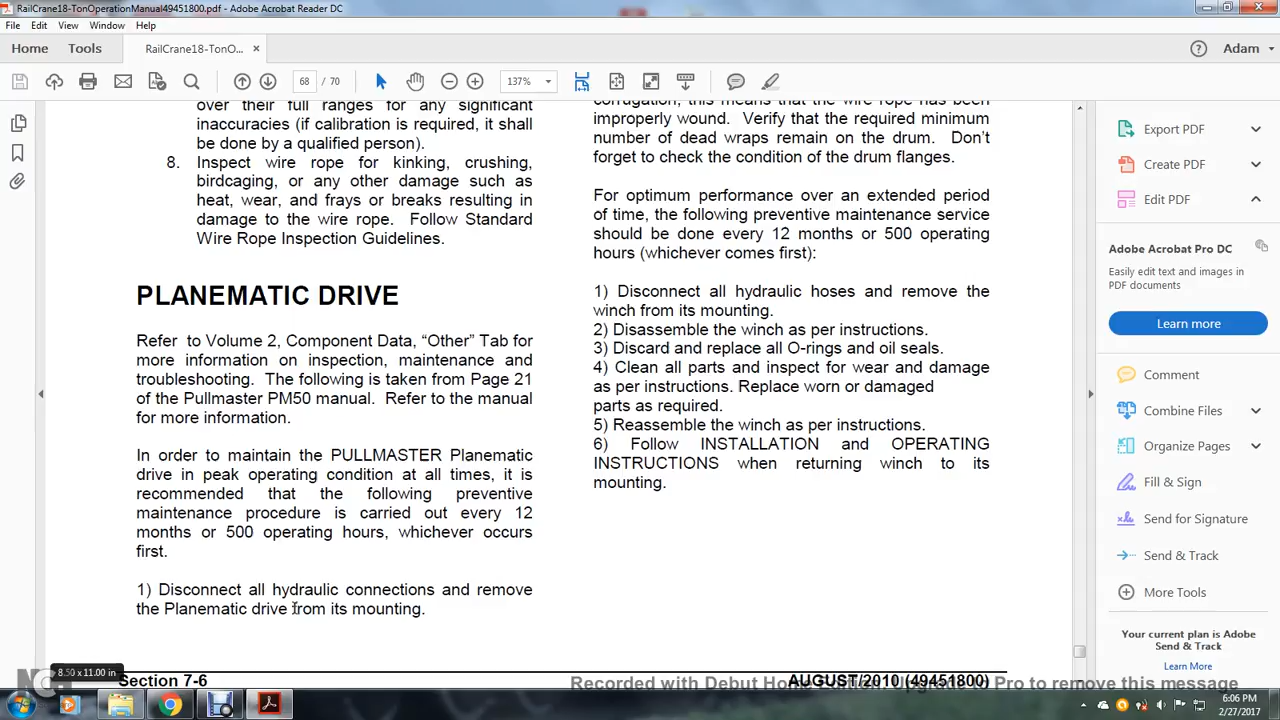 RailCrane18-TonOperationManual49451800.pdf - Adobe Acrobat Reader DC
File Edit View Window Help
Home Tools RailCrane18-TonO... × Adam
68 / 70 137%
over their full ranges for any significant
inaccuracies (if calibration is required, it shall
be done by a qualified person).
8. Inspect wire rope for kinking, crushing,
birdcaging, or any other damage such as
heat, wear, and frays or breaks resulting in
damage to the wire rope. Follow Standard
Wire Rope Inspection Guidelines.
PLANEMATIC DRIVE
Refer to Volume 2, Component Data, “Other” Tab for
more information on inspection, maintenance and
troubleshooting. The following is taken from Page 21
of the Pullmaster PM50 manual. Refer to the manual
for more information.
In order to maintain the PULLMASTER Planematic
drive in peak operating condition at all times, it is
recommended that the following preventive
maintenance procedure is carried out every 12
months or 500 operating hours, whichever occurs
first.
1) Disconnect all hydraulic connections and remove
the Planematic drive from its mounting.
corrugation, this means that the wire rope has been
improperly wound. Verify that the required minimum
number of dead wraps remain on the drum. Don’t
forget to check the condition of the drum flanges.
For optimum performance over an extended period
of time, the following preventive maintenance service
should be done every 12 months or 500 operating
hours (whichever comes first):
1) Disconnect all hydraulic hoses and remove the
winch from its mounting.
2) Disassemble the winch as per instructions.
3) Discard and replace all O-rings and oil seals.
4) Clean all parts and inspect for wear and damage
as per instructions. Replace worn or damaged
parts as required.
5) Reassemble the winch as per instructions.
6) Follow INSTALLATION and OPERATING
INSTRUCTIONS when returning winch to its
mounting.
8.50 x 11.00 in
Section 7-6
AUGUST/2010 (49451800)
NCH
Recorded with Debut Home Edition. Upgrade to Pro to remove this message
Export PDF
Create PDF
Edit PDF
Adobe Acrobat Pro DC
Easily edit text and images in
PDF documents
Learn more
Comment
Combine Files
Organize Pages
Fill & Sign
Send for Signature
Send & Track
More Tools
Your current plan is Adobe
Send & Track
Learn More
6:06 PM
2/27/2017